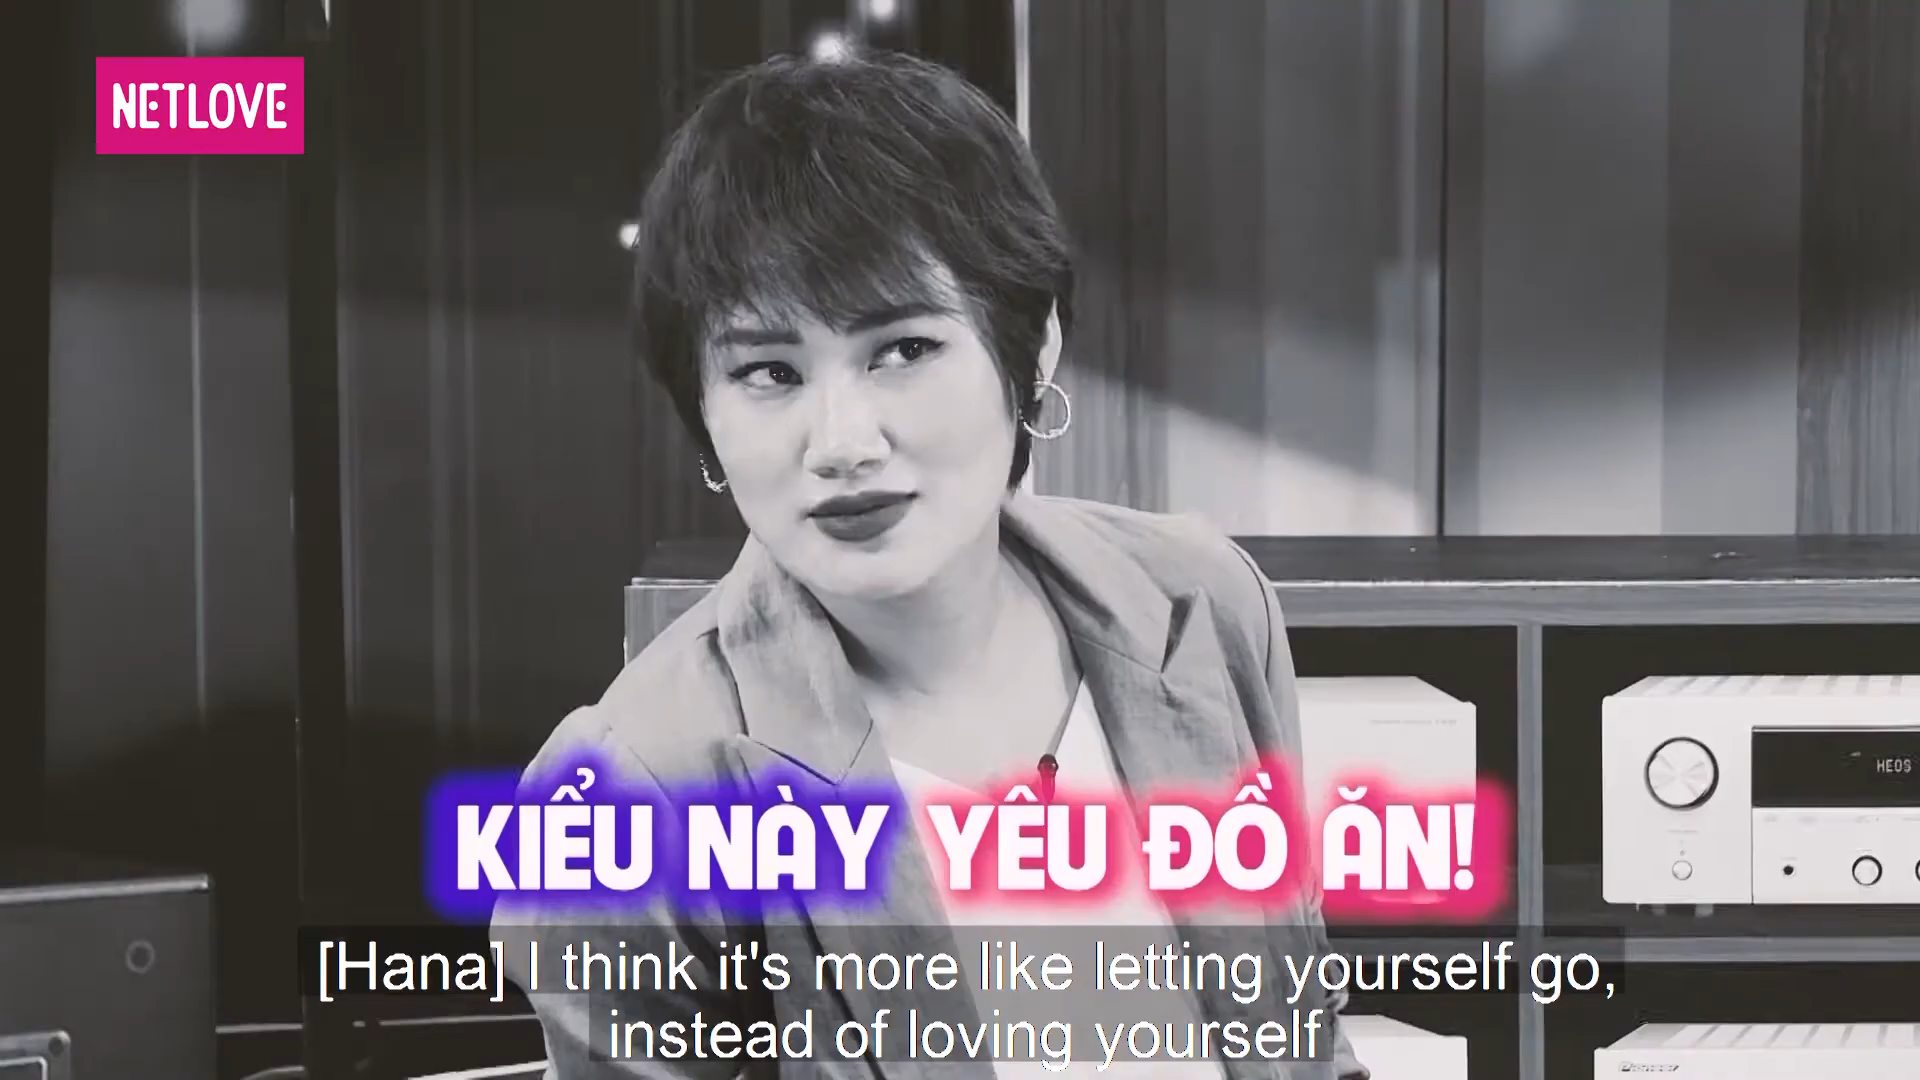 NETLOVE
HEOS
KIỂU NÀY YÊU ĐỒ ĂN!
[Hana] I think it's more like letting yourself go,
instead of loving yourself